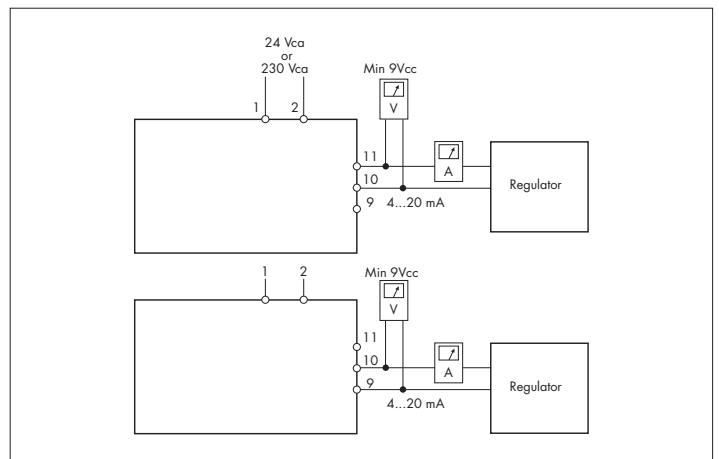 24 Vca
or
230 Vca
Min 9Vcc
1 2
V
11
A
10
Regulator
9
4...20 mA
1 2
Min 9Vcc
V
11
10
A
9
Regulator
4...20 mA